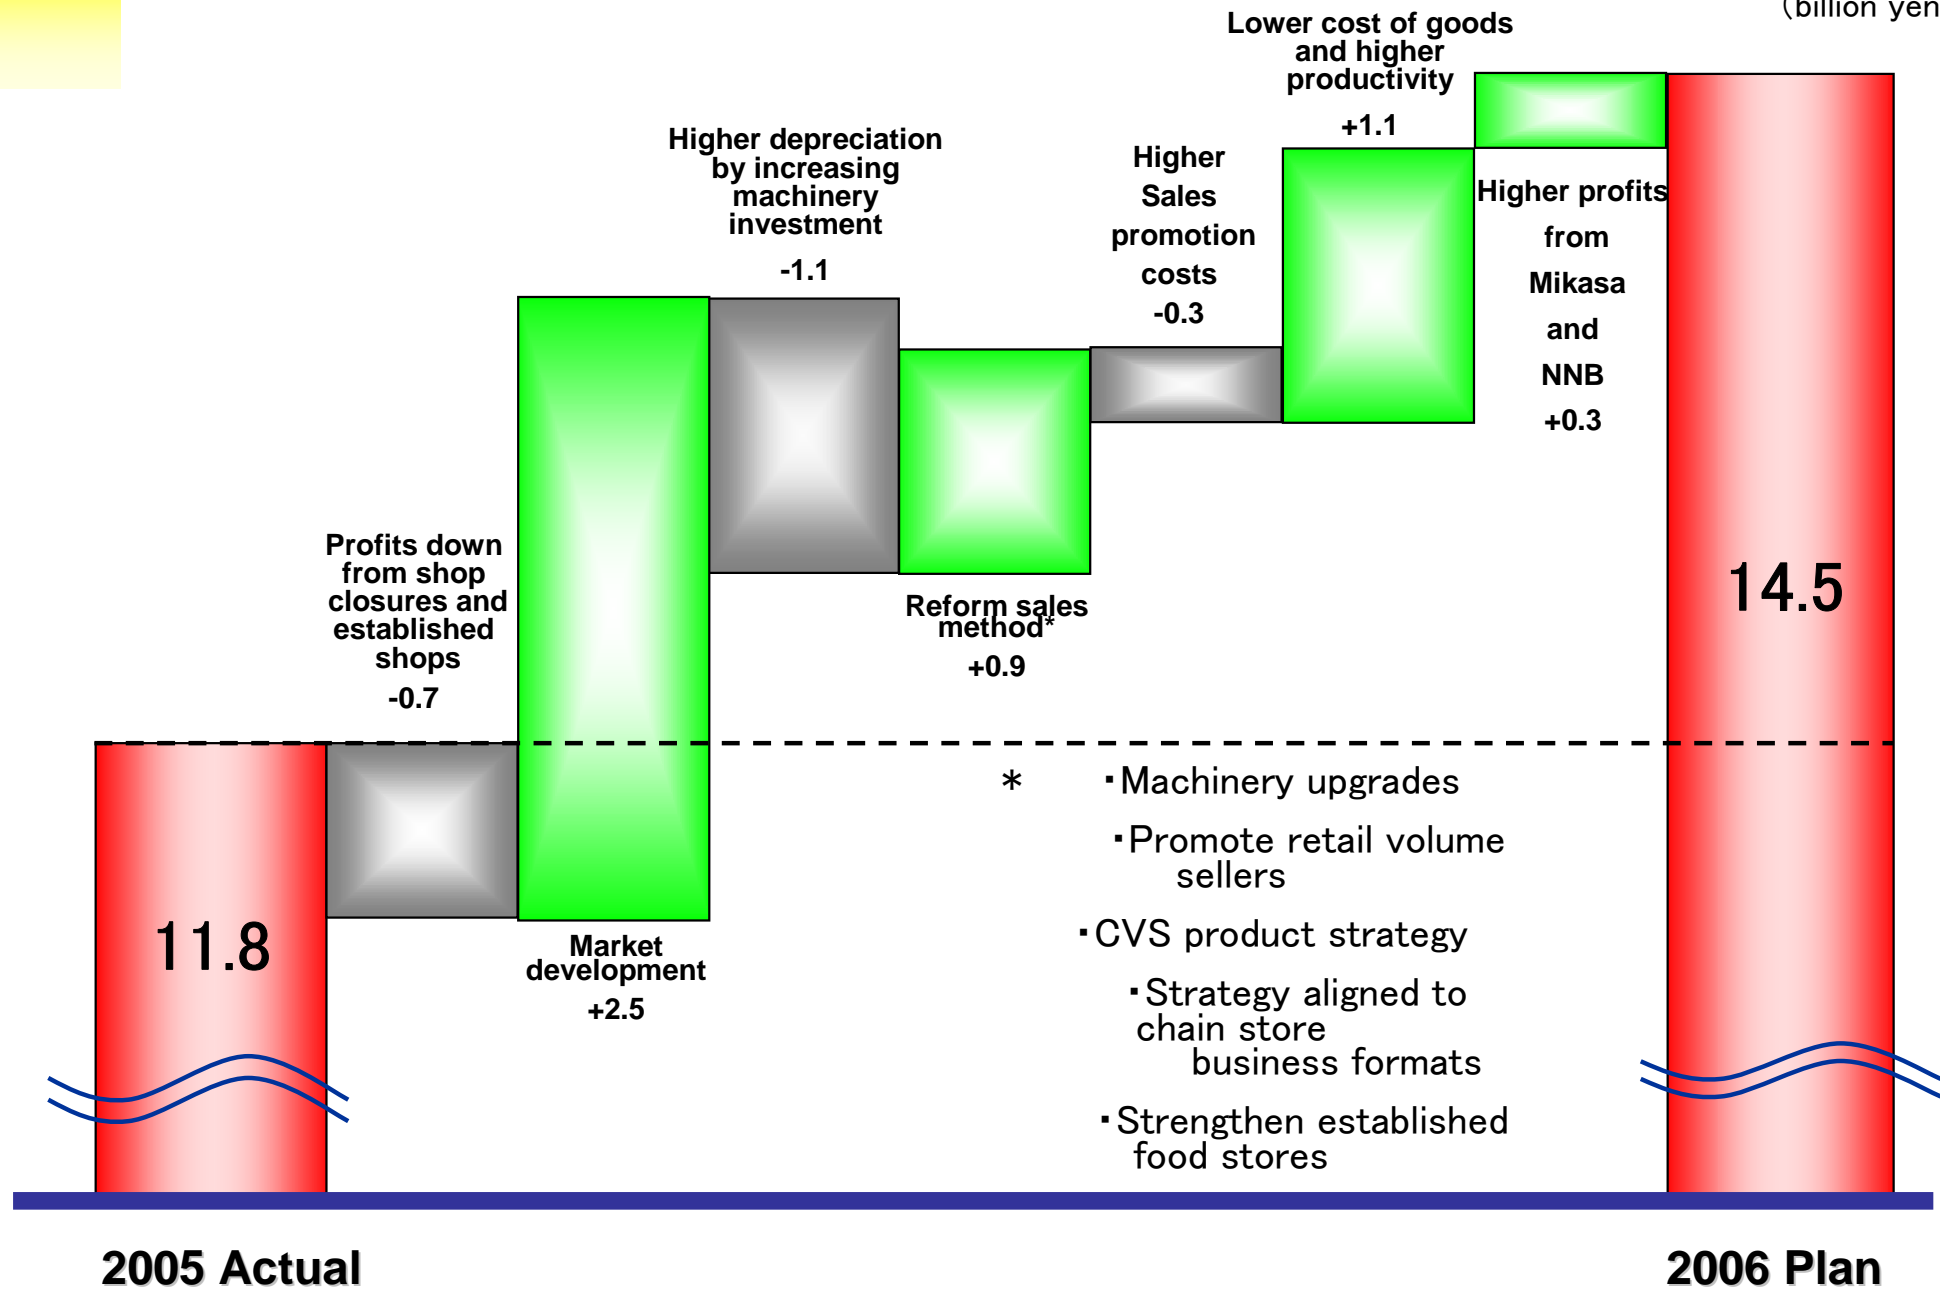 (billion yen
Lower cost of goods
and higher
productivity
+1.1
Higher depreciation
by increasing
machinery
investment
-1.1
Higher
Sales
promotion
costs
-0.3
Higher profits
from
Mikasa
and
NNB
+0.3
Profits down
from shop
closures and
established
shops
-0.7
Reform sales
method*
+0.9
14.5
11.8
Market
development
+2.5
* ・Machinery upgrades
・Promote retail volume
sellers
・CVS product strategy
・Strategy aligned to
chain store
business formats
・Strengthen established
food stores
2005 Actual
2006 Plan